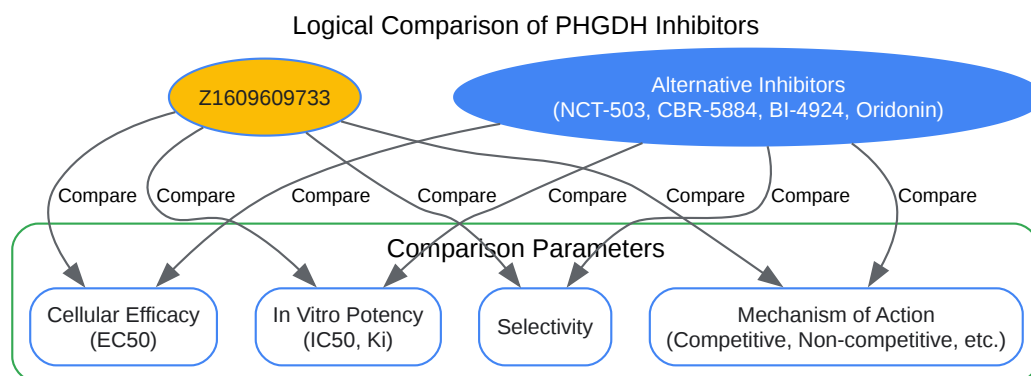 Logical Comparison of PHGDH Inhibitors
Z1609609733
Alternative Inhibitors
(NCT-503, CBR-5884, BI-4924, Oridonin)
Compare
Compare
Compare
Compare
Compare
Compare
Compare
Compare
Comparison Parameters
Cellular Efficacy
(EC50)
In Vitro Potency
(IC50, Ki)
Selectivity
Mechanism of Action
(Competitive, Non-competitive, etc.)